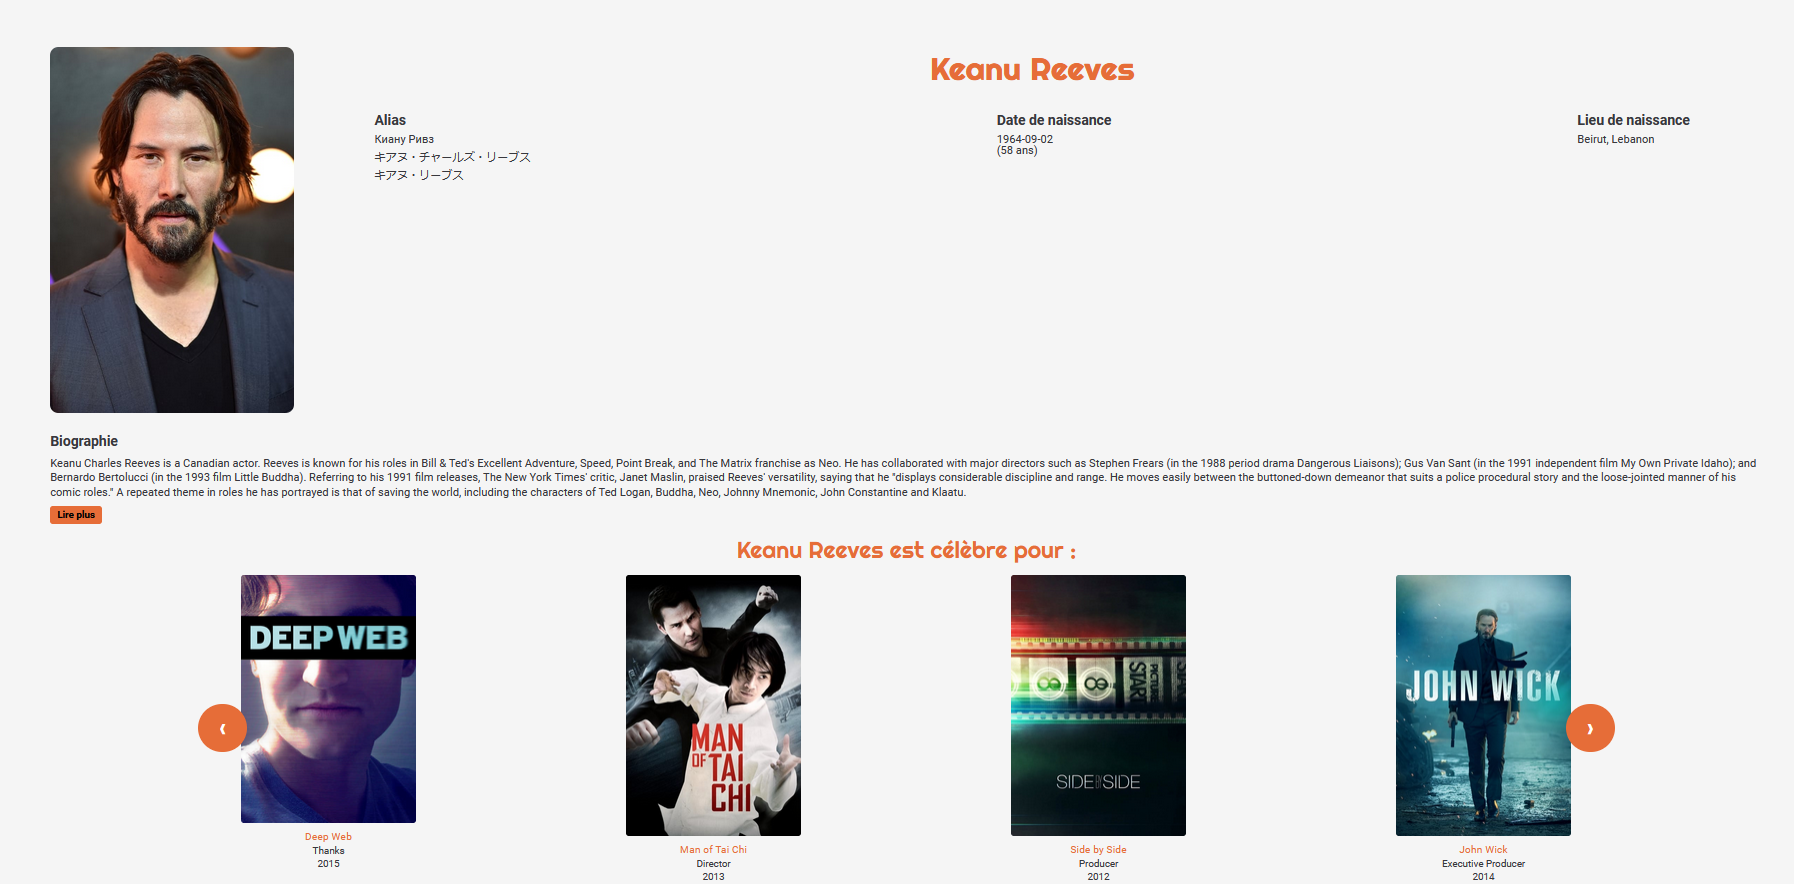 Keanu Reeves
Alias
Киану Ривз
キアヌ・チャールズ・リーブス
キアヌ・リーブス
Date de naissance
1964-09-02
(58 ans)
Lieu de naissance
Beirut, Lebanon
Biographie
Keanu Charles Reeves is a Canadian actor. Reeves is known for his roles in Bill & Ted's Excellent Adventure, Speed, Point Break, and The Matrix franchise as Neo. He has collaborated with major directors such as Stephen Frears (in the 1988 period drama Dangerous Liaisons); Gus Van Sant (in the 1991 independent film My Own Private Idaho); and
Bernardo Bertolucci (in the 1993 film Little Buddha). Referring to his 1991 film releases, The New York Times' critic, Janet Maslin, praised Reeves' versatility, saying that he "displays considerable discipline and range. He moves easily between the buttoned-down demeanor that suits a police procedural story and the loose-jointed manner of his
comic roles." A repeated theme in roles he has portrayed is that of saving the world, including the characters of Ted Logan, Buddha, Neo, Johnny Mnemonic, John Constantine and Klaatu.
Lire plus
Keanu Reeves est célèbre pour :
DEEP WEB
Deep Web
Thanks
2015
MAN
OF TAI
CHI
Man of Tai Chi
Director
2013
8 8
PICTURE
START
SIDE BY SIDE
Side by Side
Producer
2012
JOHN WICK
John Wick
Executive Producer
2014